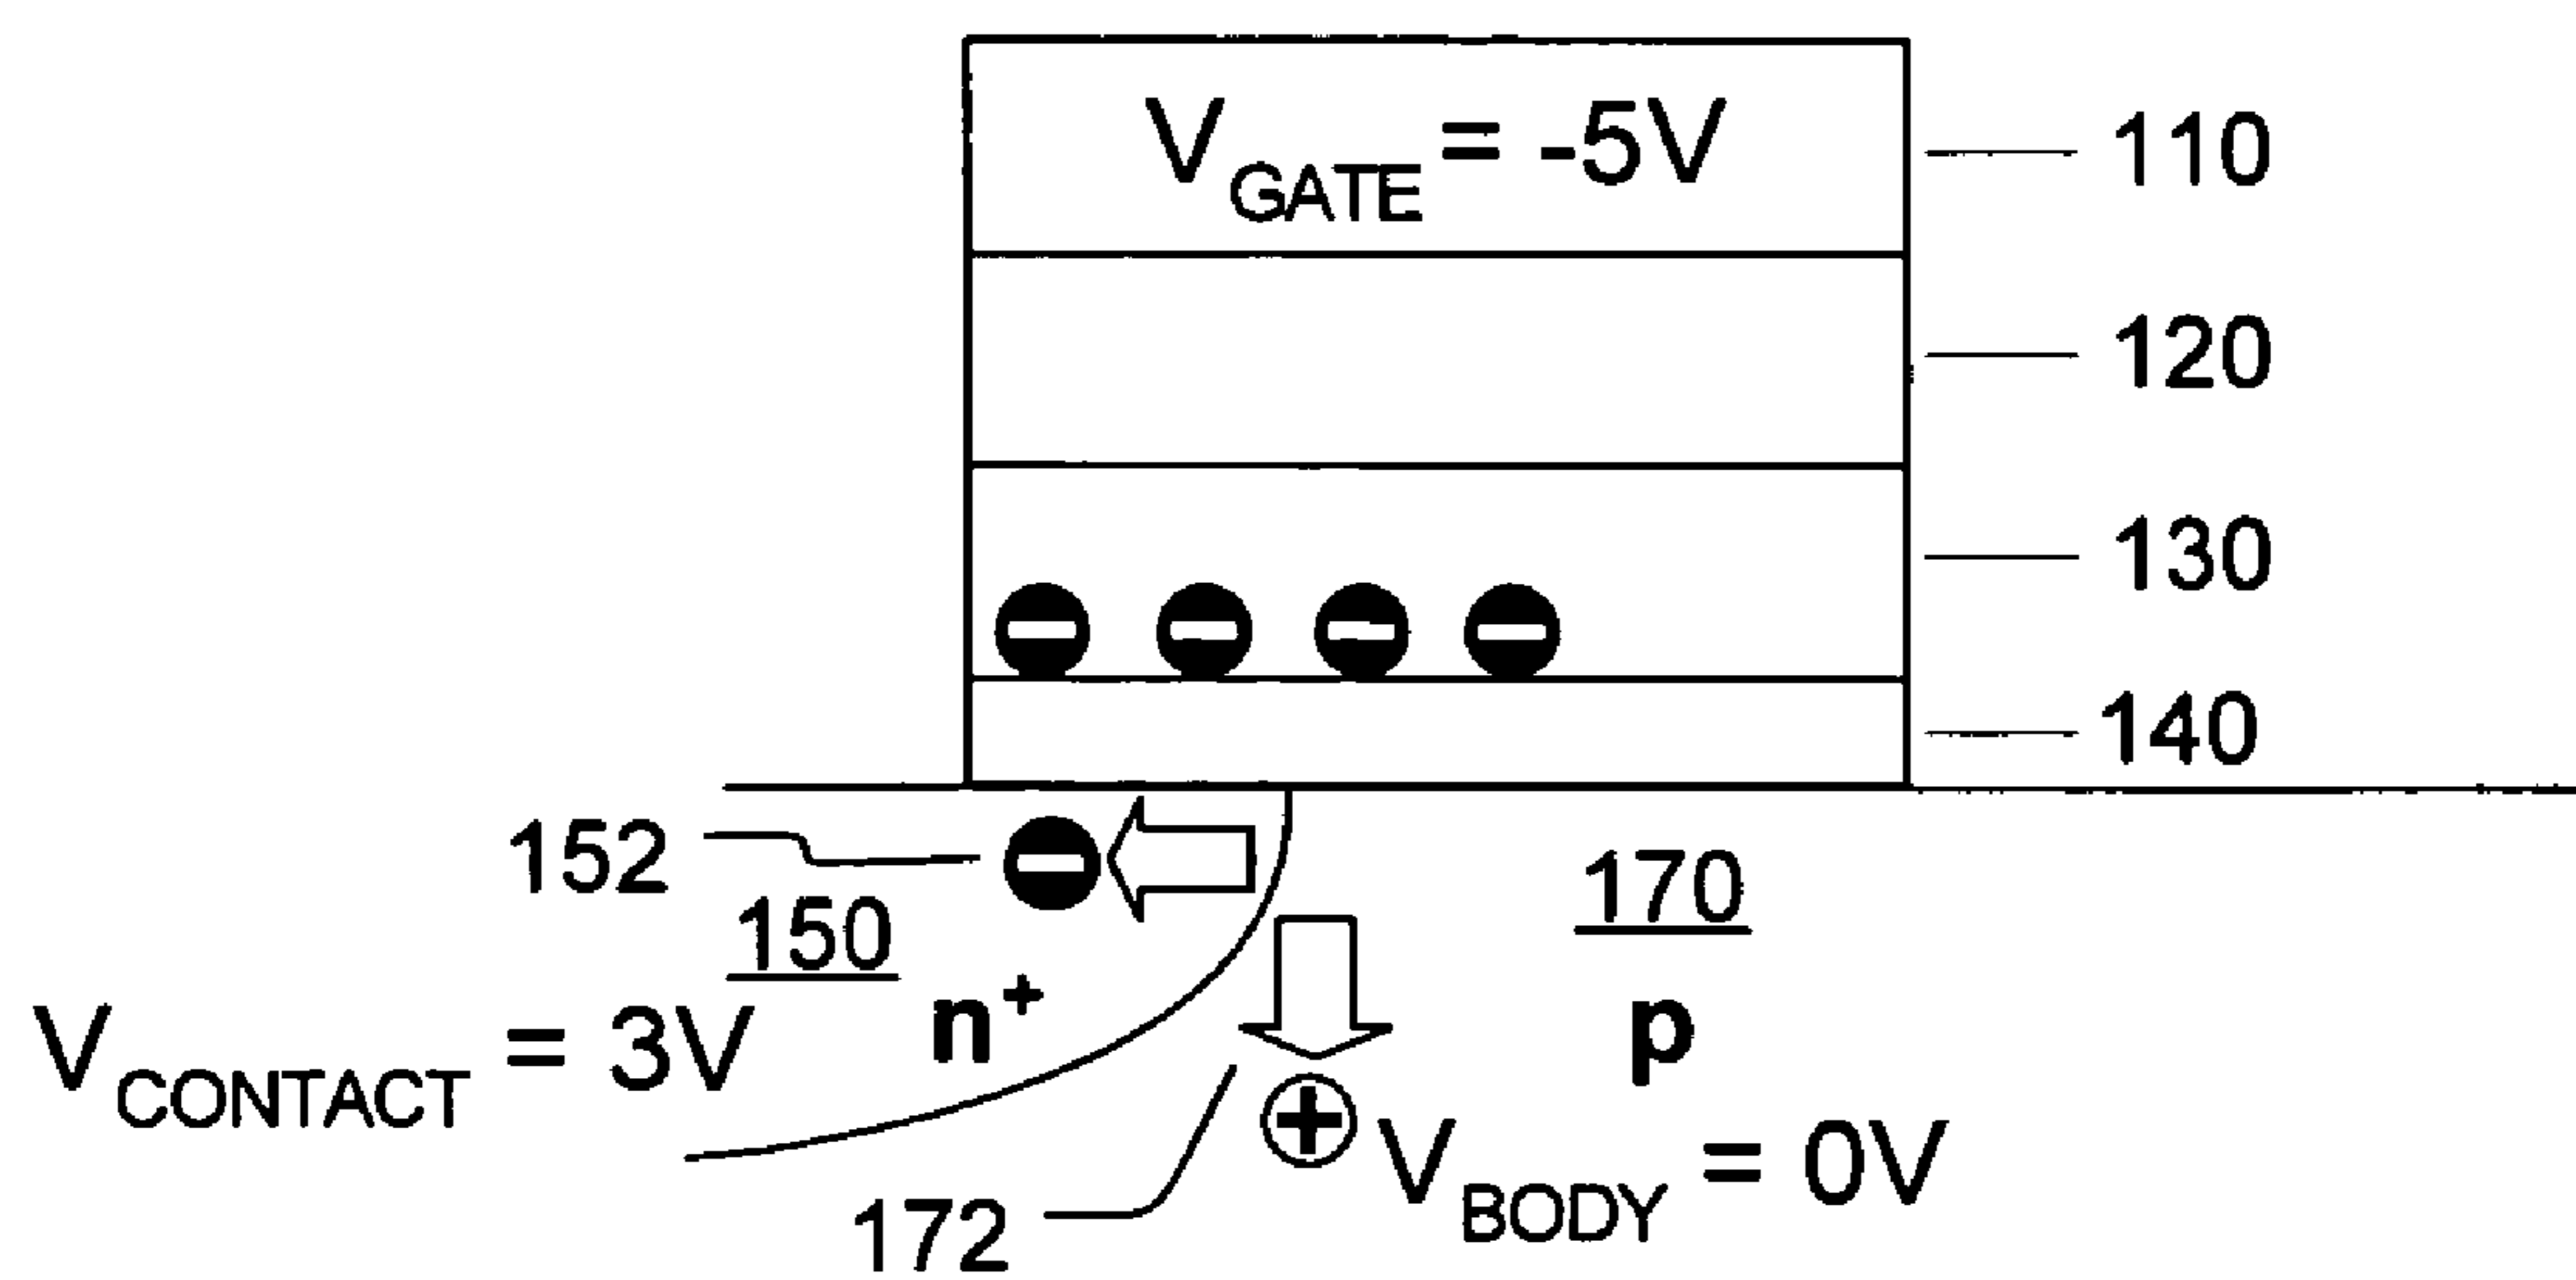 V_GATE = -5V
110
120
130
140
152
150
170
n⁺
p
V_CONTACT = 3V
172
V_BODY = 0V